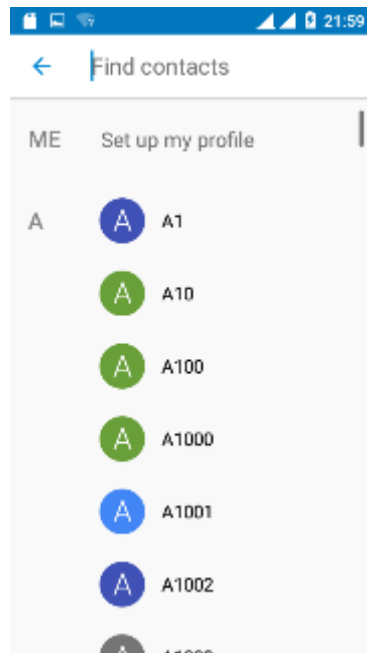 21:59
Find contacts
ME Set up my profile
A A A1
A A10
A A100
A A1000
A A1001
A A1002